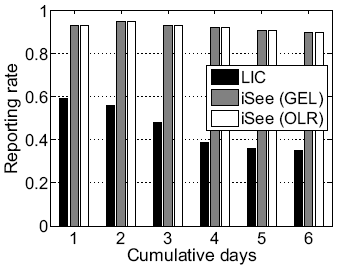 1
0.8
0.6
0.4
0.2
0
Reporting rate
LIC
iSee (GEL)
iSee (OLR)
1 2 3 4 5 6
Cumulative days